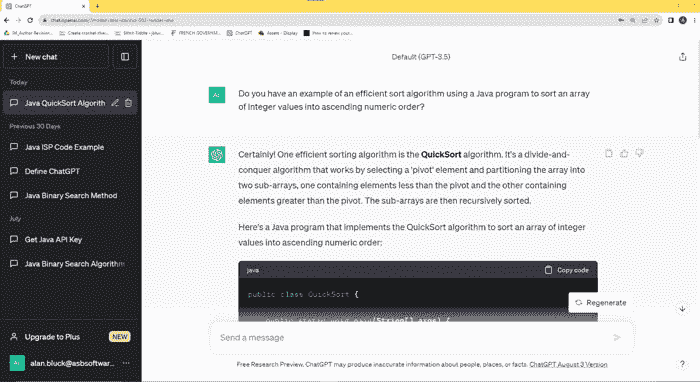 ChatGPT
New chat
Today
Java QuickSort Algorith
Previous 30 Days
Java ISP Code Example
Define ChatGPT
Java Binary Search Method
July
Get Java API Key
Java Binary Search Algorithm
Upgrade to Plus NEW
alan.bluck@asbsoftwar...
Default (GPT-3.5)
Do you have an example of an efficient sort algorithm using a Java program to sort an array
of Integer values into ascending numeric order?
Certainly! One efficient sorting algorithm is the QuickSort algorithm. It's a divide-and-
conquer algorithm that works by selecting a 'pivot' element and partitioning the array into
two sub-arrays, one containing elements less than the pivot and the other containing
elements greater than the pivot. The sub-arrays are then recursively sorted.
Here's a Java program that implements the QuickSort algorithm to sort an array of integer
values into ascending numeric order:
java Copy code
public class QuickSort {
Regenerate
Send a message
Free Research Preview. ChatGPT may produce inaccurate information about people, places, or facts. ChatGPT August 3 Version
?